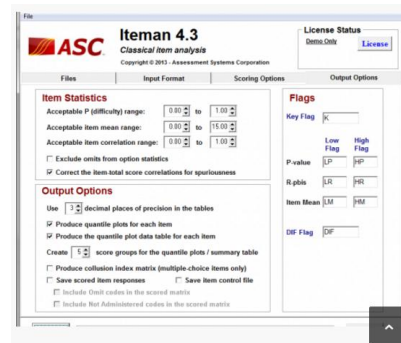 File
ASC
Iteman 4.3
Classical item analysis
Copyright © 2013 - Assessment Systems Corporation
License Status
Demo Only
License
Files
Input Format
Scoring Options
Output Options
Item Statistics
Acceptable P (difficulty) range: 0.00 to 1.00
Acceptable item mean range: 0.00 to 15.00
Acceptable item correlation range: 0.00 to 1.00
Exclude omits from option statistics
Correct the item-total score correlations for spuriousness
Output Options
Use 3 decimal places of precision in the tables
Produce quantile plots for each item
Produce the quantile plot data table for each item
Create 5 score groups for the quantile plots / summary table
Produce collusion index matrix (multiple-choice items only)
Save scored item responses
Save item control file
Include Omit codes in the scored matrix
Include Not Administered codes in the scored matrix
Flags
Key Flag K
Low Flag
High Flag
P-value LP HP
R-pbis LR HR
Item Mean LM HM
DIF Flag DIF